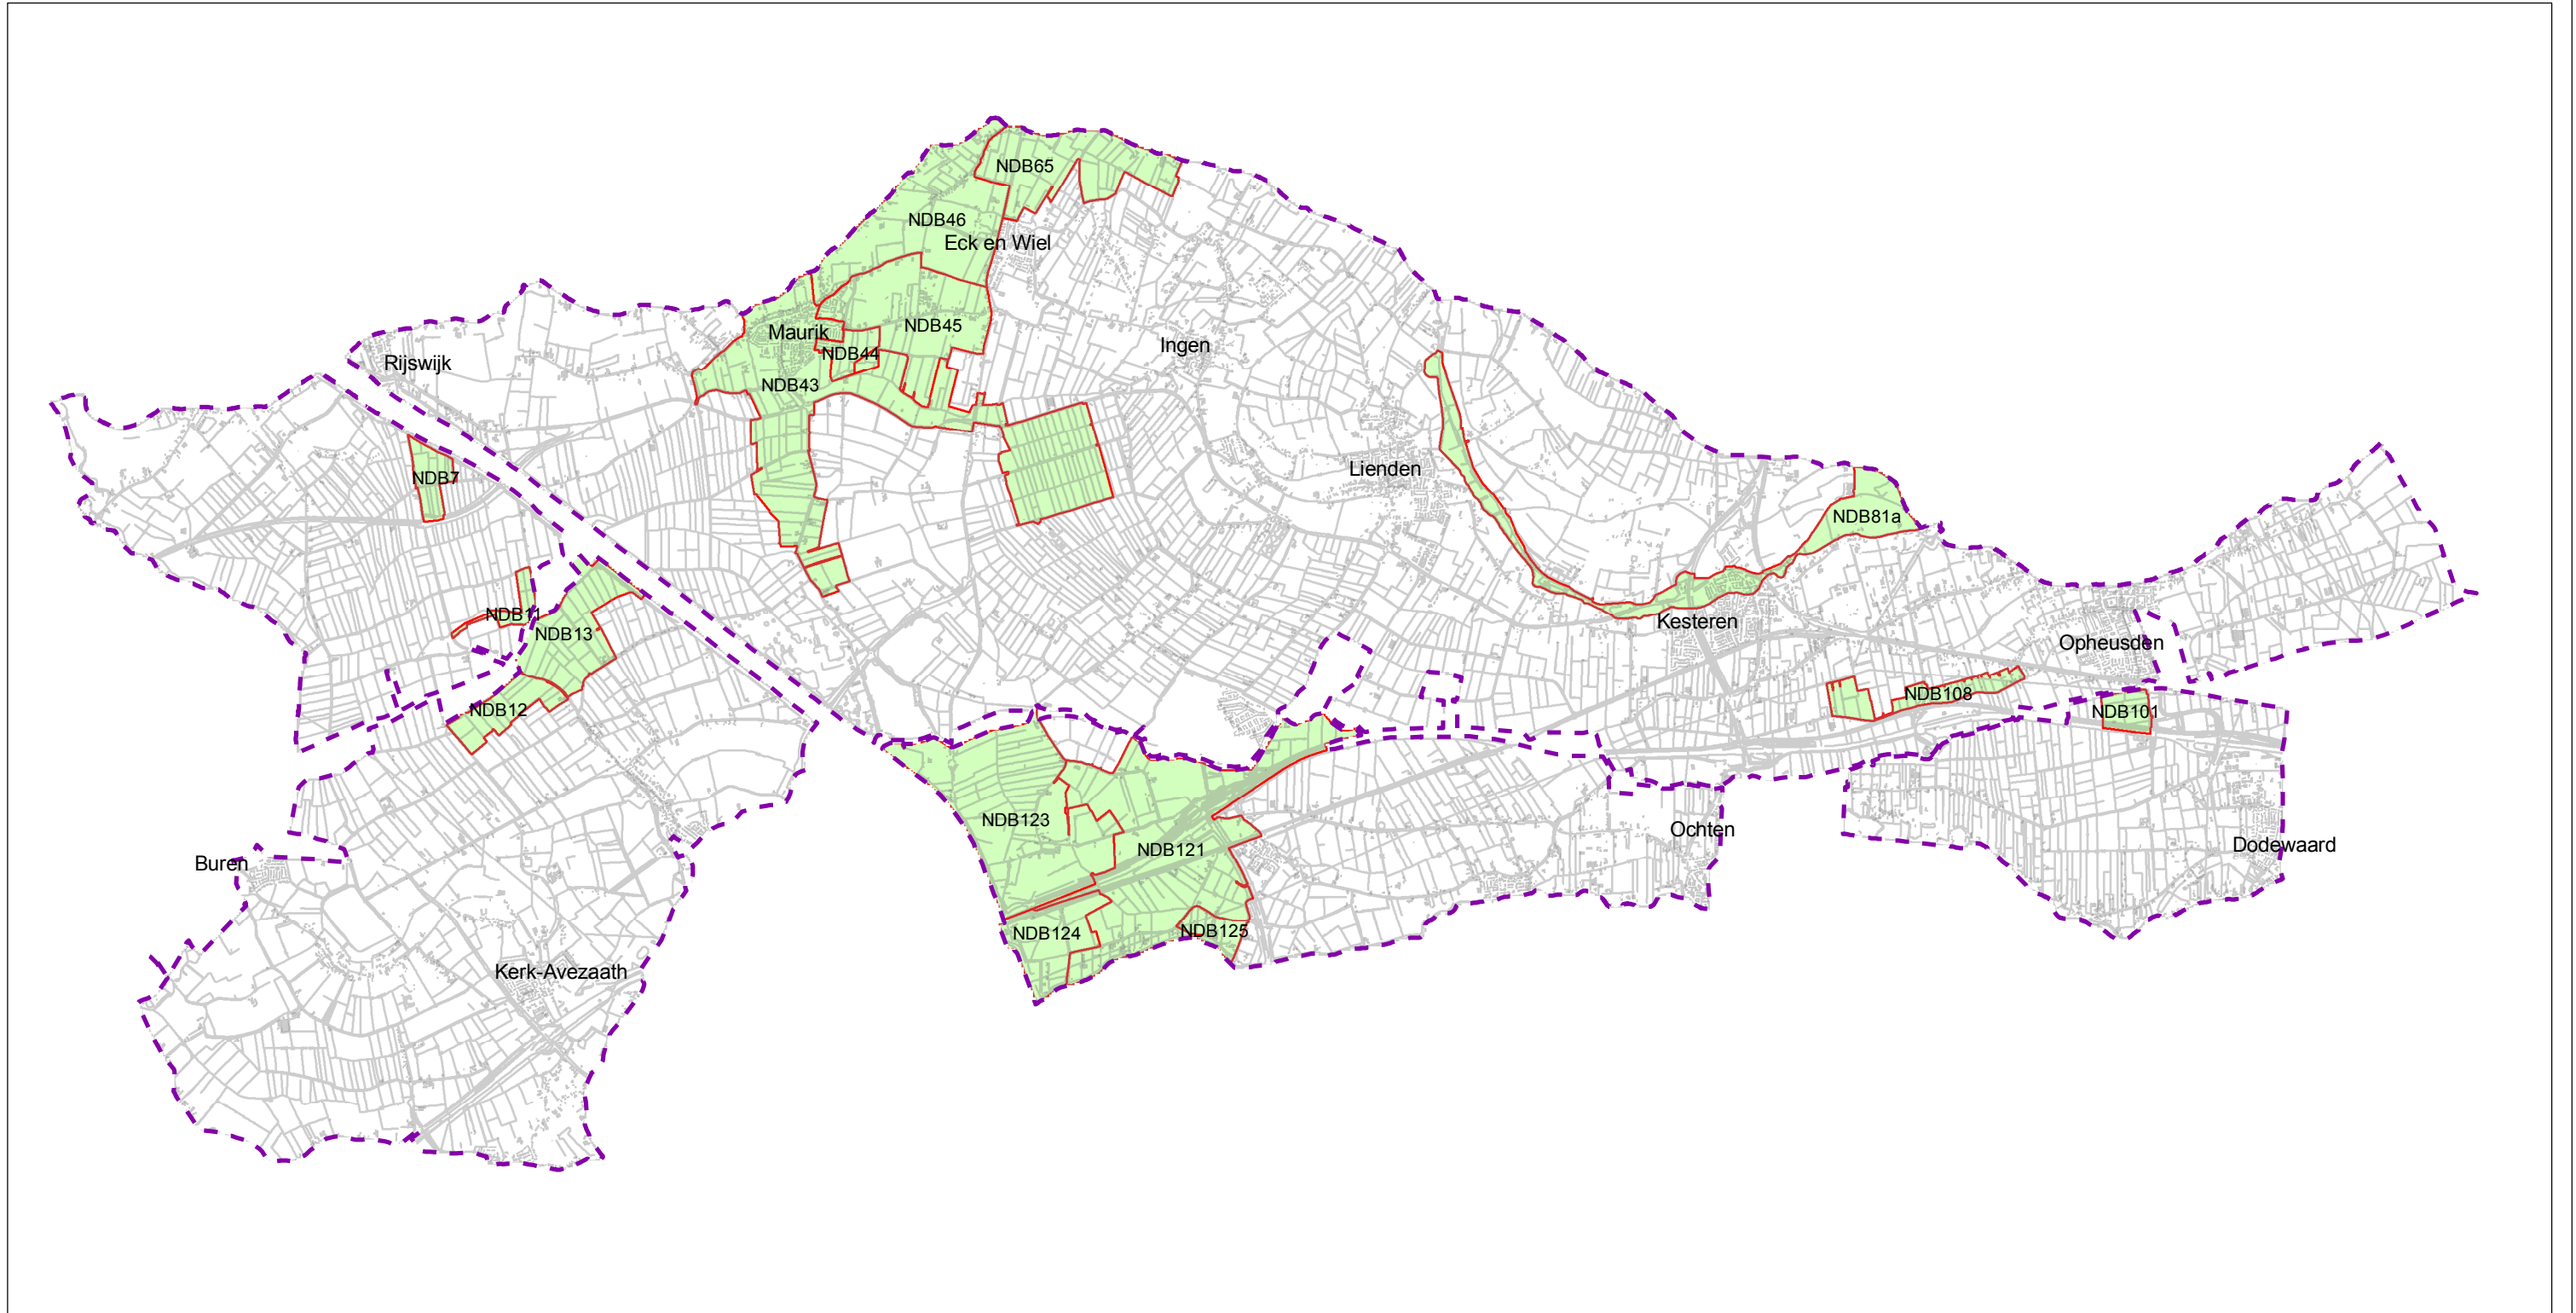 NDB65
NDB46
Eck en Wiel
NDB45
Maurik
Ingen
NDB44
Rijswijk
NDB43
Lienden
NDB7
NDB81a
NDB11
Kesteren
NDB13
Opheusden
NDB108
NDB12
NDB101
NDB123
Ochten
Dodewaard
NDB121
Buren
NDB125
NDB124
Kerk-Avezaath